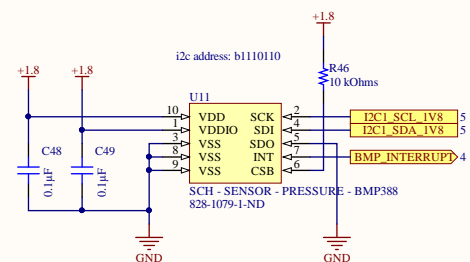 +1.8
i2c address: b1110110
+1.8
+1.8
R46
10 kOhms
U11
10 VDD SCK 2 I2C1_SCL_1V8 5
1 VDDIO SDI 4 I2C1_SDA_1V8 5
3 VSS SDO 5
8 VSS INT 7 BMP_INTERRUPT 4
9 VSS CSB 6
C48
0.1µF
C49
0.1µF
SCH - SENSOR - PRESSURE - BMP388
828-1079-1-ND
GND
GND